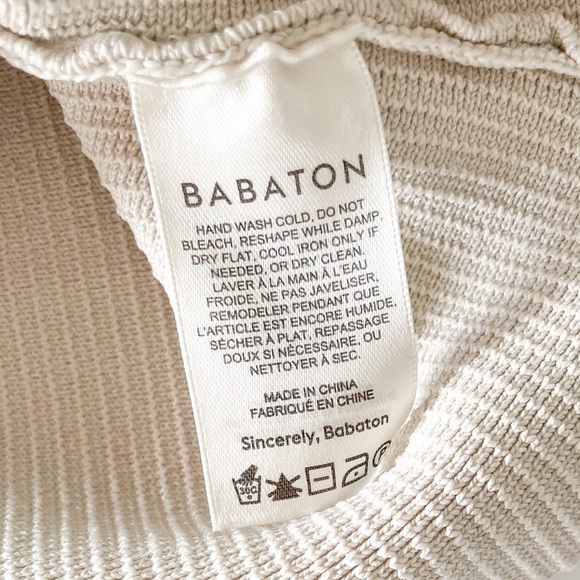 BABATON
HAND WASH COLD, DO NOT
BLEACH, RESHAPE WHILE DAMP,
DRY FLAT, COOL IRON ONLY IF
NEEDED, OR DRY CLEAN.
LAVER À LA MAIN À L'EAU
FROIDE, NE PAS JAVELISER,
REMODELER PENDANT QUE
L'ARTICLE EST ENCORE HUMIDE,
SÈCHER À PLAT, REPASSAGE
DOUX SI NÉCESSAIRE, OU
NETTOYER À SEC.
MADE IN CHINA
FABRIQUÉ EN CHINE
Sincerely, Babaton
30C P